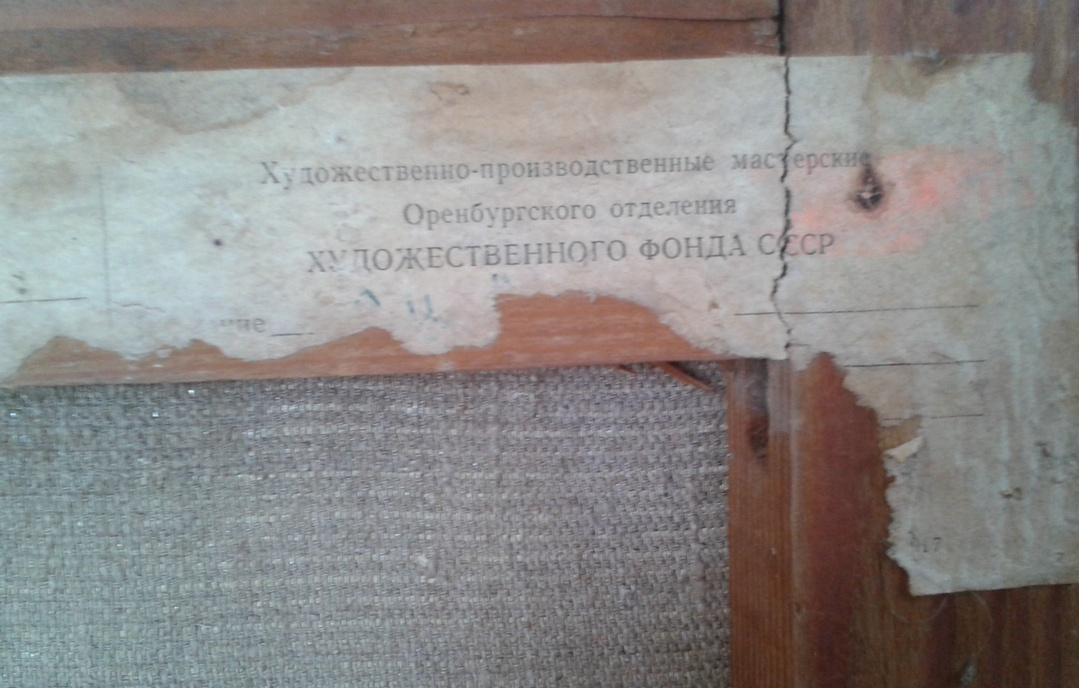 Художественно-производственные мастерские
Оренбургского отделения
ХУДОЖЕСТВЕННОГО ФОНДА СССР